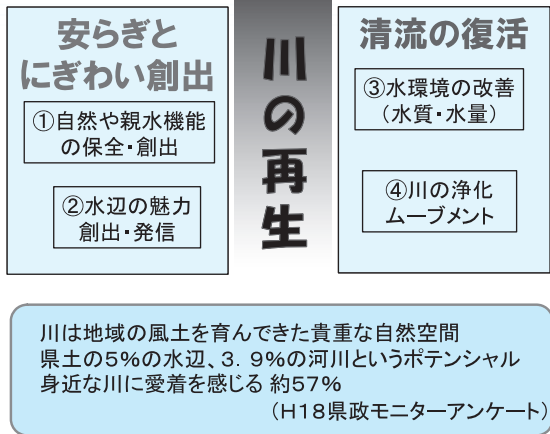 安らぎと
にぎわい創出
①自然や親水機能
の保全・創出
②水辺の魅力
創出・発信
川の再生
清流の復活
③水環境の改善
(水質・水量)
④川の浄化
ムーブメント
川は地域の風土を育んできた貴重な自然空間
県土の5%の水辺、3.9%の河川というポテンシャル
身近な川に愛着を感じる 約57%
(H18県政モニターアンケート)